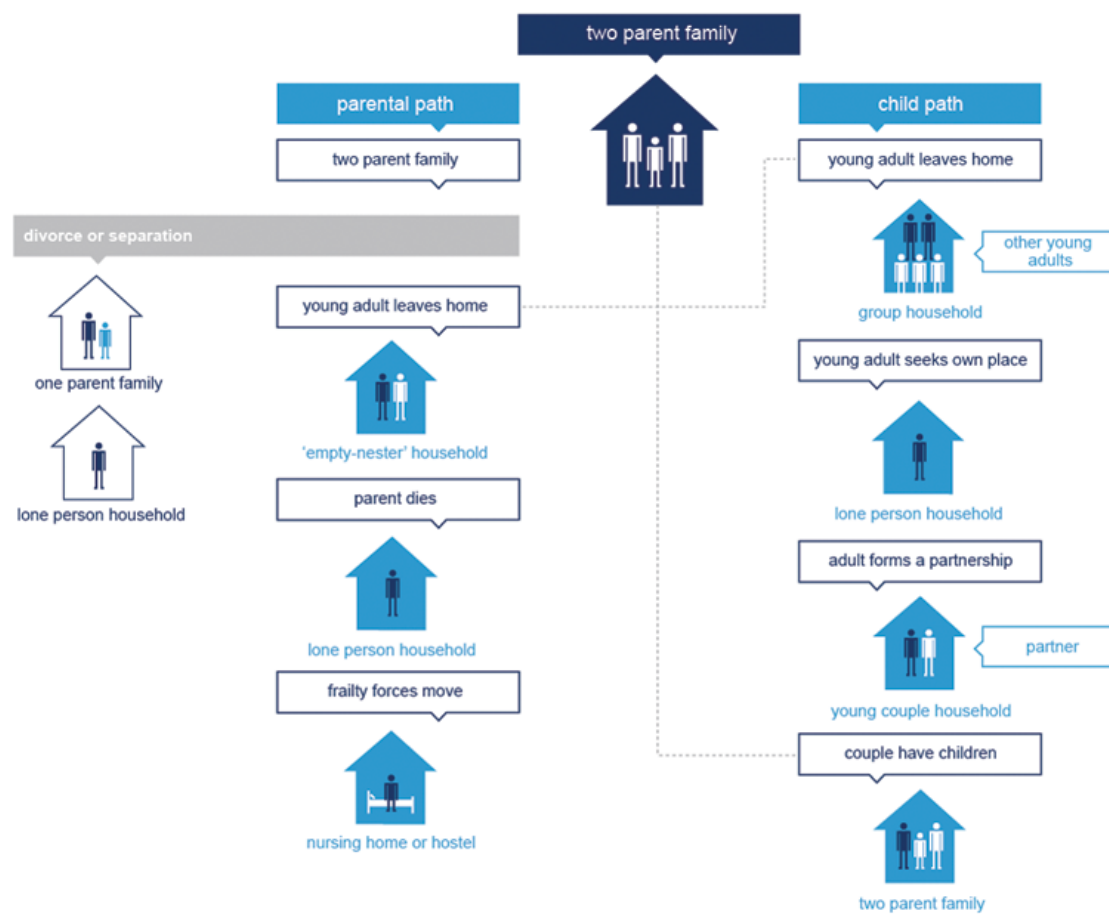 two parent family
parental path
two parent family
divorce or separation
one parent family
lone person household
young adult leaves home
'empty-nester' household
parent dies
lone person household
frailty forces move
nursing home or hostel
child path
young adult leaves home
other young
adults
group household
young adult seeks own place
lone person household
adult forms a partnership
partner
young couple household
couple have children
two parent family